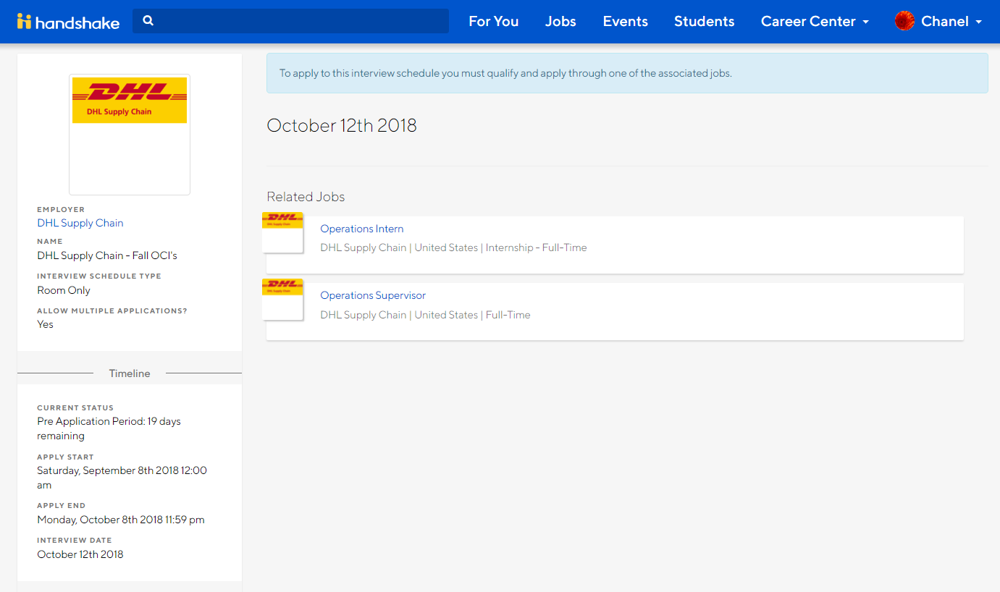 handshake
For You
Jobs
Events
Students
Career Center
Chanel
DHL
DHL Supply Chain
EMPLOYER
DHL Supply Chain
NAME
DHL Supply Chain - Fall OCI's
INTERVIEW SCHEDULE TYPE
Room Only
ALLOW MULTIPLE APPLICATIONS?
Yes
Timeline
CURRENT STATUS
Pre Application Period: 19 days
remaining
APPLY START
Saturday, September 8th 2018 12:00
am
APPLY END
Monday, October 8th 2018 11:59 pm
INTERVIEW DATE
October 12th 2018
To apply to this interview schedule you must qualify and apply through one of the associated jobs.
October 12th 2018
Related Jobs
DHL
DHL Supply Chain
Operations Intern
DHL Supply Chain | United States | Internship - Full-Time
DHL
DHL Supply Chain
Operations Supervisor
DHL Supply Chain | United States | Full-Time